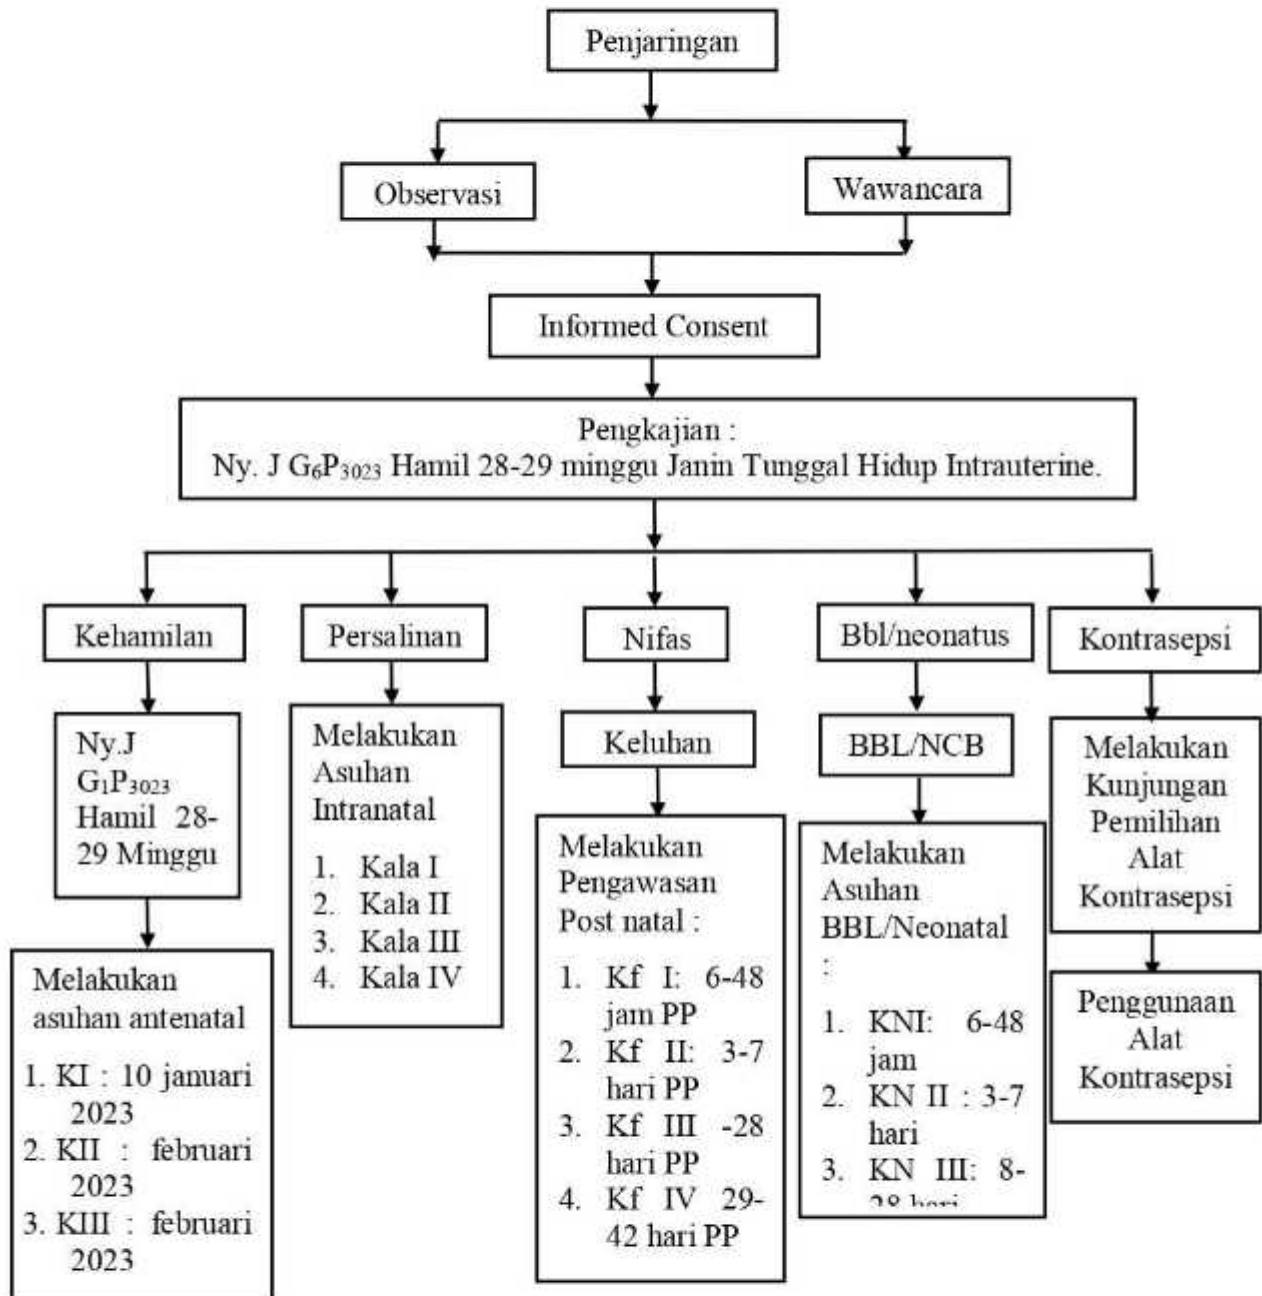 Penjaringan
Observasi
Wawancara
Informed Consent
Pengkajian :
Ny. J G₆P₃₀₂₃ Hamil 28-29 minggu Janin Tunggal Hidup Intrauterine.
Kehamilan
Persalinan
Nifas
Bbl/neonatus
Kontrasepsi
Ny.J
G₁P₃₀₂₃
Hamil 28-
29 Minggu
Melakukan
asuhan antenatal
1. KI : 10 januari
2023
2. KII : februari
2023
3. KIII : februari
2023
Melakukan
Asuhan
Intranatal
1. Kala I
2. Kala II
3. Kala III
4. Kala IV
Keluhan
Melakukan
Pengawasan
Post natal :
1. Kf I: 6-48
jam PP
2. Kf II: 3-7
hari PP
3. Kf III -28
hari PP
4. Kf IV 29-
42 hari PP
BBL/NCB
Melakukan
Asuhan
BBL/Neonatal
:
1. KNI: 6-48
jam
2. KN II : 3-7
hari
3. KN III: 8-
28 hari
Melakukan
Kunjungan
Pemilihan
Alat
Kontrasepsi
Penggunaan
Alat
Kontrasepsi